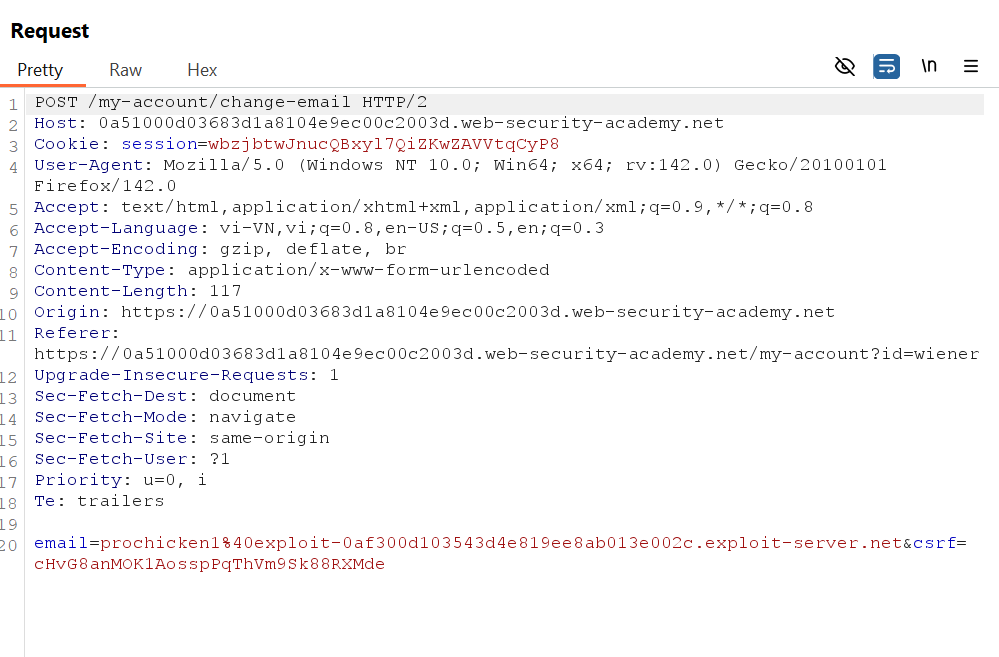 Request
Pretty Raw Hex
\n
1 POST /my-account/change-email HTTP/2
2 Host: 0a51000d03683d1a8104e9ec00c2003d.web-security-academy.net
3 Cookie: session=wbzjbtwJnucQBxyl7QiZKwZAVVtqCyP8
4 User-Agent: Mozilla/5.0 (Windows NT 10.0; Win64; x64; rv:142.0) Gecko/20100101
Firefox/142.0
5 Accept: text/html,application/xhtml+xml,application/xml;q=0.9,*/*;q=0.8
6 Accept-Language: vi-VN,vi;q=0.8,en-US;q=0.5,en;q=0.3
7 Accept-Encoding: gzip, deflate, br
8 Content-Type: application/x-www-form-urlencoded
9 Content-Length: 117
10 Origin: https://0a51000d03683d1a8104e9ec00c2003d.web-security-academy.net
11 Referer:
https://0a51000d03683d1a8104e9ec00c2003d.web-security-academy.net/my-account?id=wiener
12 Upgrade-Insecure-Requests: 1
13 Sec-Fetch-Dest: document
14 Sec-Fetch-Mode: navigate
15 Sec-Fetch-Site: same-origin
16 Sec-Fetch-User: ?1
17 Priority: u=0, i
18 Te: trailers
19
20 email=prochicken1%40exploit-0af300d103543d4e819ee8ab013e002c.exploit-server.net&csrf=
cHvG8anMOK1AosspPqThVm9Sk88RXMde